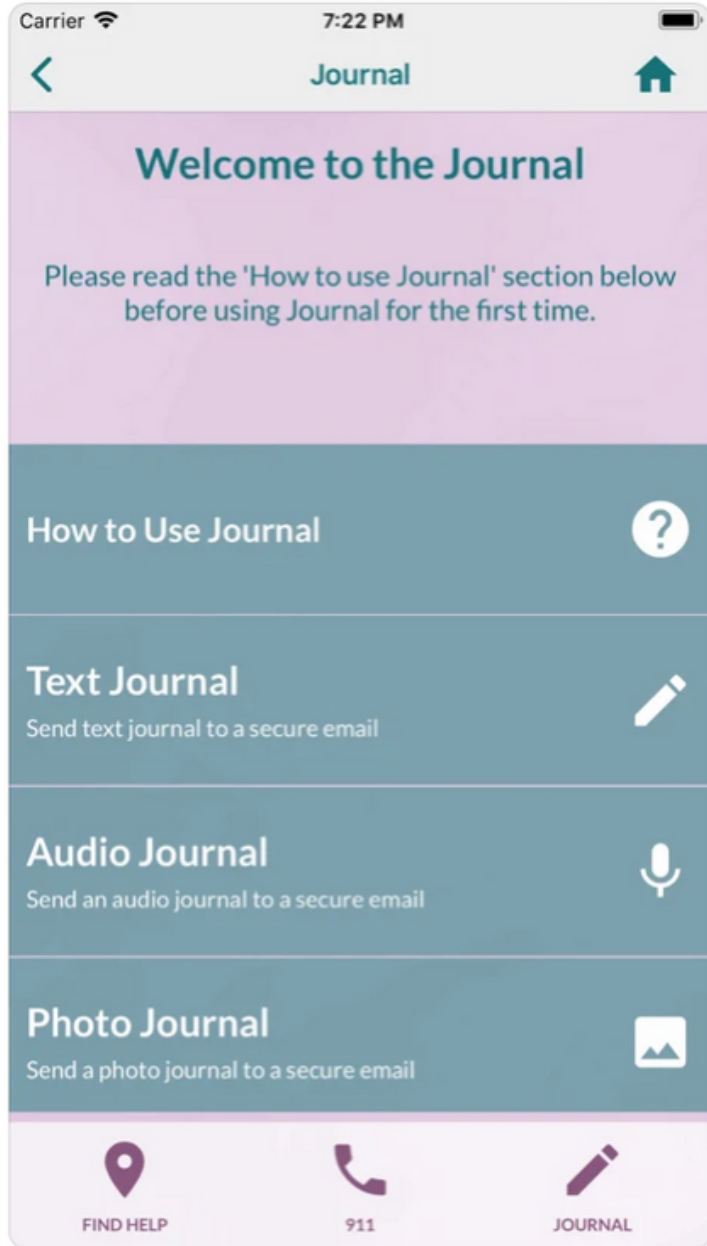 Carrier 7:22 PM
Journal
Welcome to the Journal
Please read the 'How to use Journal' section below
before using Journal for the first time.
How to Use Journal
?
Text Journal
Send text journal to a secure email
Audio Journal
Send an audio journal to a secure email
Photo Journal
Send a photo journal to a secure email
FIND HELP 911 JOURNAL